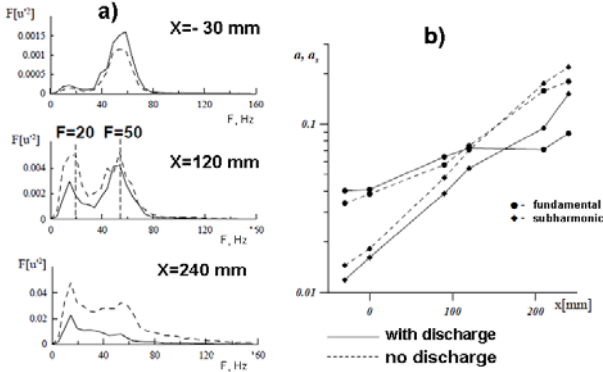 a)
F[u'²]
X=- 30 mm
0.0015
0.001
0.0005
0
0 40 80 120 160
F, Hz
F=20 F=50
F[u'²]
X=120 mm
0.004
0.002
0
0 40 80 120 160
F, Hz
F[u'²]
X=240 mm
0.04
0.02
0
0 40 80 120 160
F, Hz
b)
a, aₛ
0.1
0.01
0 100 200
x[mm]
fundamental
subharmonic
with discharge
no discharge